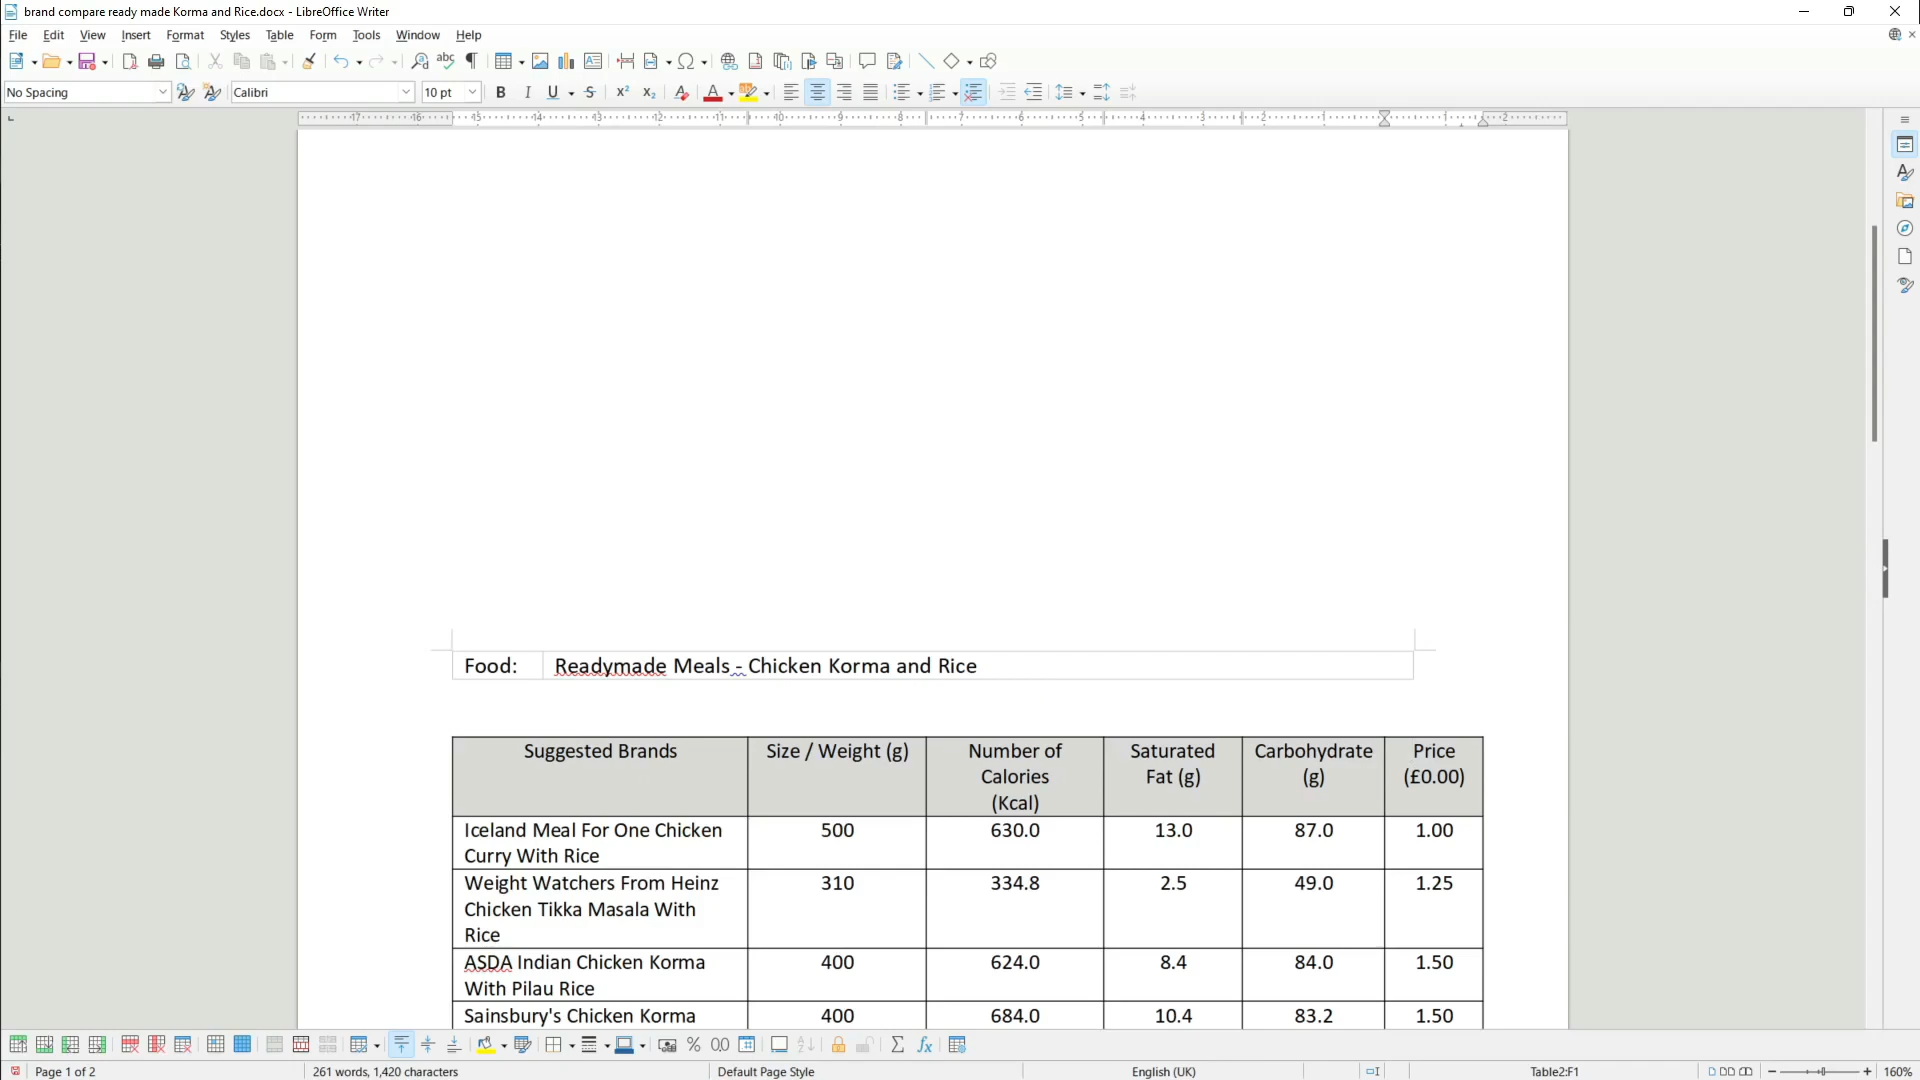 brand compare ready made Korma and Rice.docx - LibreOffice Writer
File Edit View Insert Format Styles Table Form Tools Window Help
No Spacing
Calibri
10 pt
Food: Readymade Meals - Chicken Korma and Rice
Suggested Brands Size / Weight (g) Number of Calories (Kcal) Saturated Fat (g) Carbohydrate (g) Price (£0.00)
Iceland Meal For One Chicken Curry With Rice 500 630.0 13.0 87.0 1.00
Weight Watchers From Heinz Chicken Tikka Masala With Rice 310 334.8 2.5 49.0 1.25
ASDA Indian Chicken Korma With Pilau Rice 400 624.0 8.4 84.0 1.50
Sainsbury's Chicken Korma 400 684.0 10.4 83.2 1.50
Page 1 of 2
261 words, 1,420 characters
Default Page Style
English (UK)
Table2:F1
160%